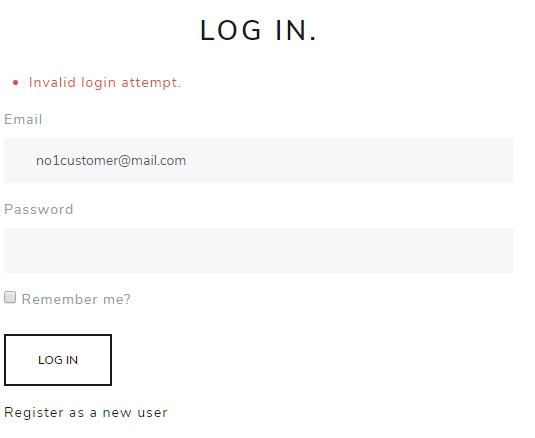 LOG IN.
Invalid login attempt.
Email
no1customer@mail.com
Password
Remember me?
LOG IN
Register as a new user